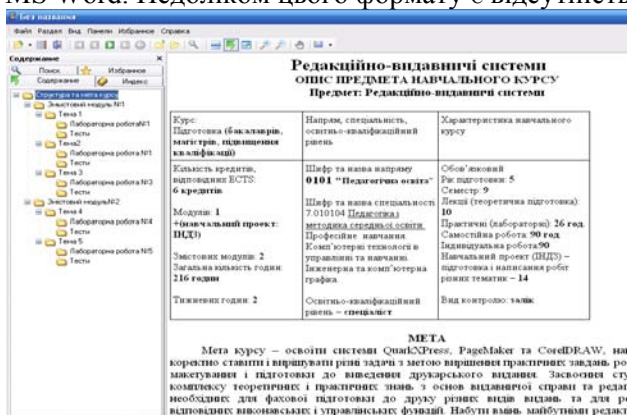 MS Word. Недоліком цього формату є відсутність
Без названия
Файл Раздел Вид Панели Избранное Справка
Содержание
Поиск Избранное
Содержание Индекс
Структура та мета курсу
Змістовий модуль №1
Тема 1
Лабораторна робота№1
Тести
Тема2
Лабораторна робота №1
Тести
Тема 3
Лабораторна робота №3
Тести
Змістовий модуль№2
Тема 4
Лабораторна робота №4
Тести
Тема 5
Лабораторна робота №5
Тести
Редакційно-видавничі системи
ОПИС ПРЕДМЕТА НАВЧАЛЬНОГО КУРСУ
Предмет: Редакційно-видавничі системи
Курс:
Підготовка (бакалаврів,
магістрів, підвищення
кваліфікації)
Напрям, спеціальність,
освітньо-кваліфікаційний
рівень
Характеристика навчального
курсу
Кількість кредитів,
відповідних ECTS:
6 кредитів
Модулів: 1
+(навчальний проект:
ІНДЗ)
Змістових модулів: 2
Загальна кількість годин:
216 годин
Тижневих годин: 2
Шифр та назва напряму
0101 “Педагогічна освіта”
Шифр та назва спеціальності
7.010104 Педагогіка і
методика середньої освіти.
Професійне навчання.
Комп’ютерні технології в
управлінні та навчанні.
Інженерна та комп’ютерна
графіка
Освітньо-кваліфікаційний
рівень – спеціаліст
Обов’язковий
Рік підготовки: 5
Семестр: 9
Лекції (теоретична підготовка):
10
Практичні (лабораторні): 26 год.
Самостійна робота: 90 год
Індивідуальна робота:90
Навчальний проект (ІНДЗ) –
підготовка і написання робіт
різних тематик – 14
Вид контролю: залік
МЕТА
Мета курсу – освоїти системи QuarkXPress, PageMaker та CorelDRAW,
коректно ставити і вирішувати різні задачі з метою вирішення практичних завдань
макетування і підготовки до виведення друкарського видання. Засвоєння
комплексу теоретичних і практичних знань з основ видавничої справи та
необхідних для фахової підготовки до друку різних видів видань та для
відповідних виконавських і управлінських функцій. Набути вмінь майбутніми